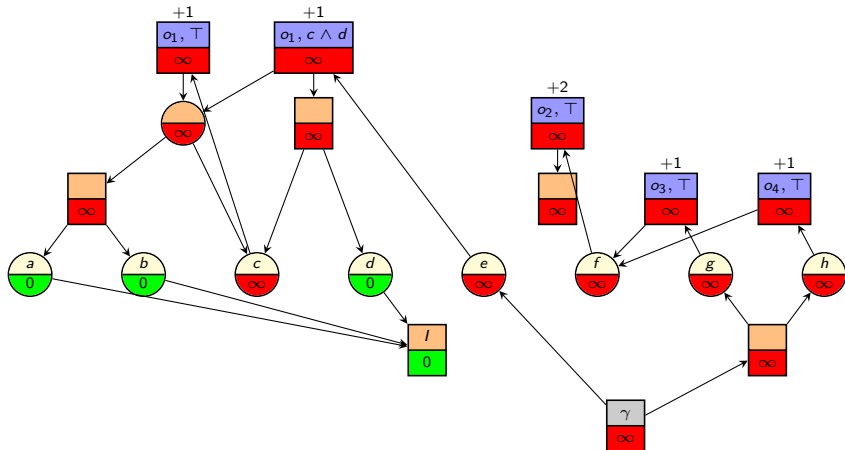 +1 +1
o₁, ⊤ o₁, c ∧ d
∞ ∞
+2
o₂, ⊤
∞ ∞ ∞
+1 +1
o₃, ⊤ o₄, ⊤
∞ ∞ ∞ ∞
a b c d e f g h
0 0 ∞ 0 ∞ ∞ ∞ ∞
I
0 ∞
γ
∞